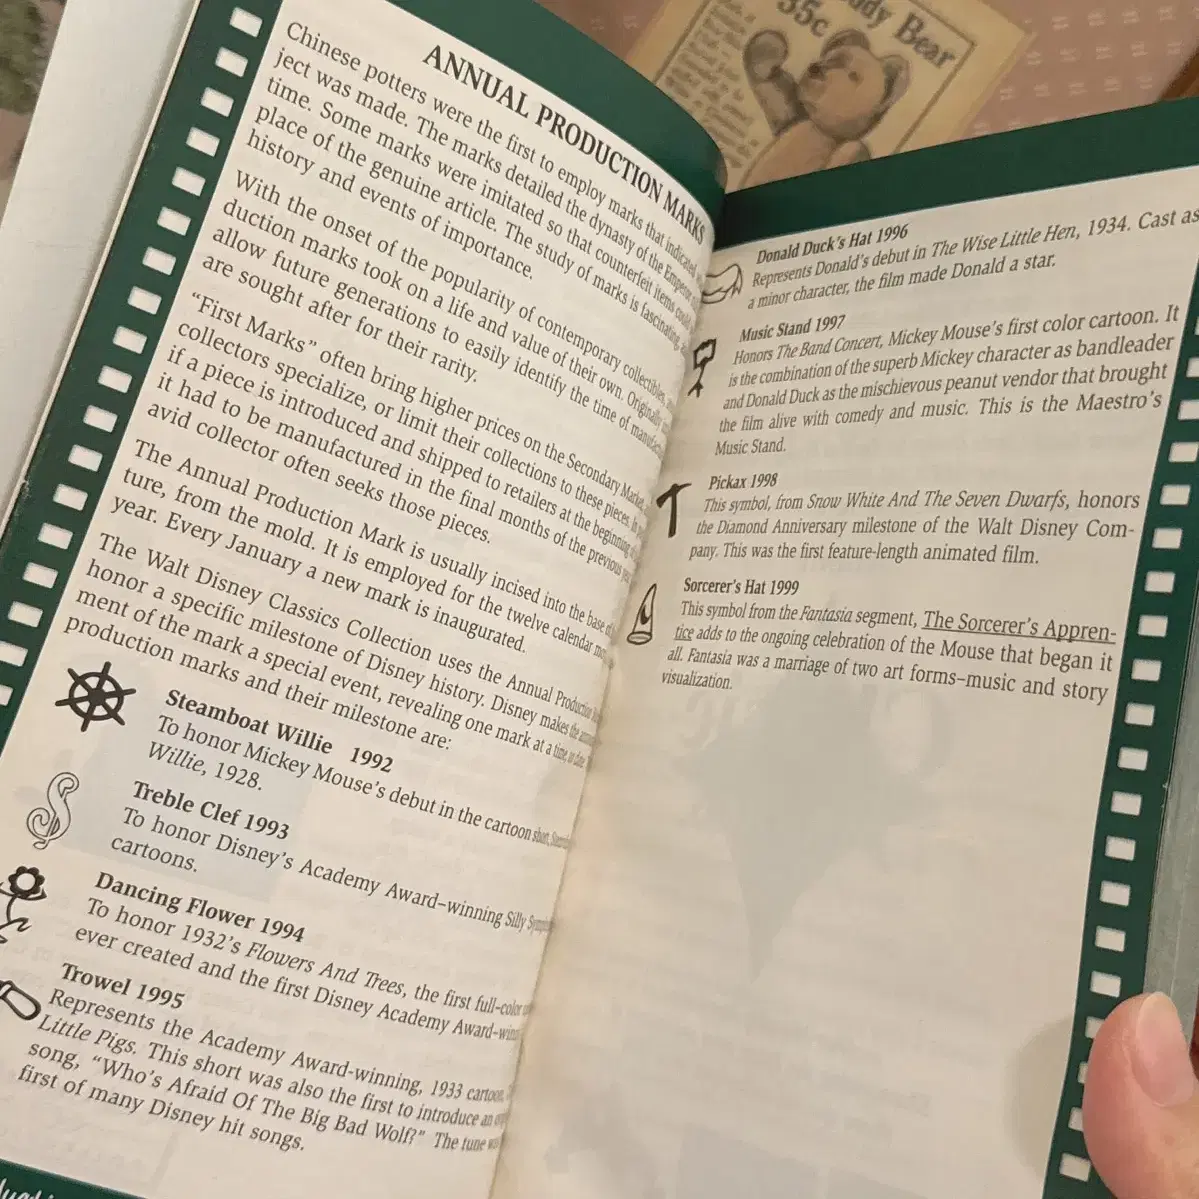 35c
Bear
ANNUAL PRODUCTION MARKS
Chinese potters were the first to employ marks that indicated
ject was made. The marks detailed the dynasty of the Emperor
time. Some marks were imitated so that counterfeit items could
place of the genuine article. The study of marks is fascinating,
history and events of importance.
With the onset of the popularity of contemporary collectibles,
duction marks took on a life and value of their own. Originally
allow future generations to easily identify the time of
are sought after for their rarity.
“First Marks” often bring higher prices on the Secondary Market,
collectors specialize, or limit their collections to these pieces.
if a piece is introduced and shipped to retailers at the beginning
it had to be manufactured in the final months of the previous
avid collector often seeks those pieces.
The Annual Production Mark is usually incised into the base of
ture, from the mold. It is employed for the twelve calendar
year. Every January a new mark is inaugurated.
The Walt Disney Classics Collection uses the Annual Production
honor a specific milestone of Disney history. Disney makes the
ment of the mark a special event, revealing one mark at a time,
production marks and their milestone are:
Steamboat Willie 1992
To honor Mickey Mouse’s debut in the cartoon short,
Willie, 1928.
Treble Clef 1993
To honor Disney’s Academy Award–winning Silly
cartoons.
Dancing Flower 1994
To honor 1932’s Flowers And Trees, the first full–color
ever created and the first Disney Academy Award–
Trowel 1995
Represents the Academy Award-winning, 1933 cartoon,
Little Pigs. This short was also the first to introduce an
song, “Who’s Afraid Of The Big Bad Wolf?” The tune
first of many Disney hit songs.
Donald Duck’s Hat 1996
Represents Donald’s debut in The Wise Little Hen, 1934. Cast as
a minor character, the film made Donald a star.
Music Stand 1997
Honors The Band Concert, Mickey Mouse’s first color cartoon. It
is the combination of the superb Mickey character as bandleader
and Donald Duck as the mischievous peanut vendor that brought
the film alive with comedy and music. This is the Maestro’s
Music Stand.
Pickax 1998
This symbol, from Snow White And The Seven Dwarfs, honors
the Diamond Anniversary milestone of the Walt Disney Com-
pany. This was the first feature-length animated film.
Sorcerer’s Hat 1999
This symbol from the Fantasia segment, The Sorcerer’s Appren-
tice adds to the ongoing celebration of the Mouse that began it
all. Fantasia was a marriage of two art forms–music and story
visualization.